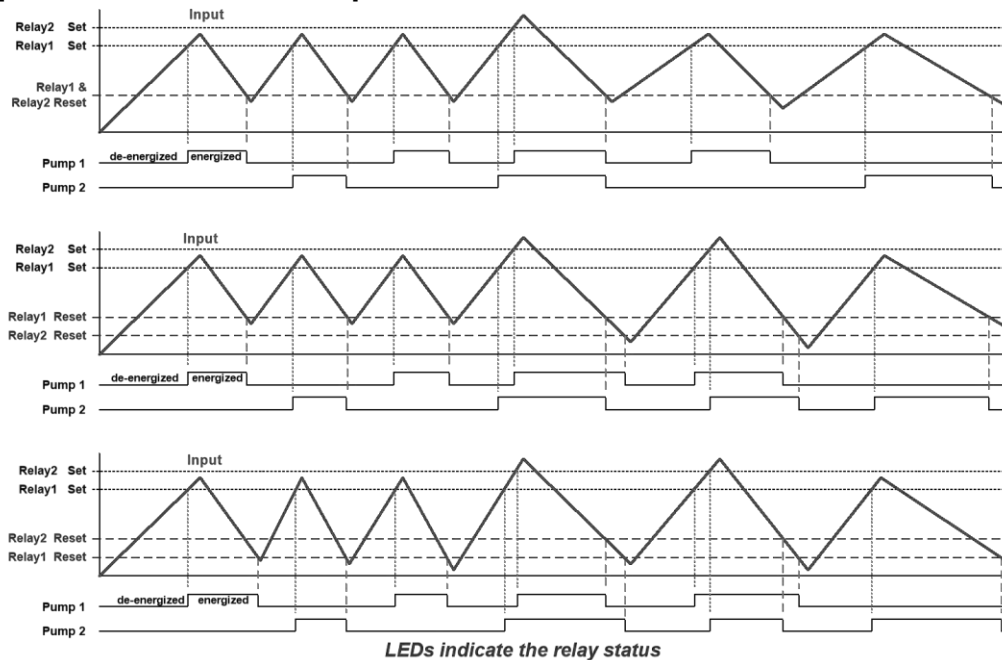 Input
Relay2 Set
Relay1 Set
Relay1 &
Relay2 Reset
Pump 1 de-energized energized
Pump 2
Input
Relay2 Set
Relay1 Set
Relay1 Reset
Relay2 Reset
Pump 1 de-energized energized
Pump 2
Input
Relay2 Set
Relay1 Set
Relay2 Reset
Relay1 Reset
Pump 1 de-energized energized
Pump 2
LEDs indicate the relay status